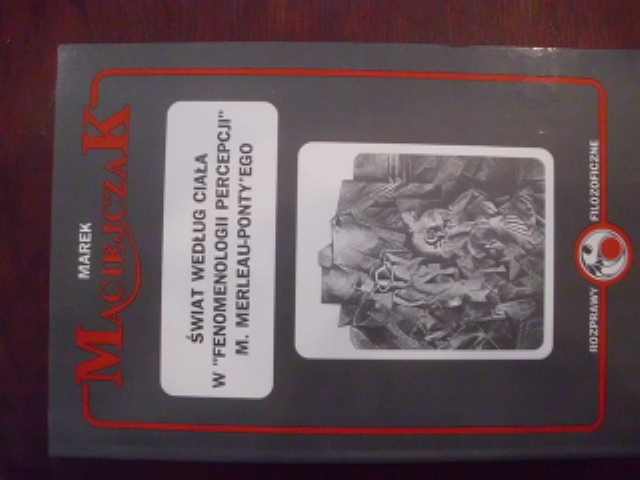 MAREK
MACIEJCZAK
ŚWIAT WEDŁUG CIAŁA
W "FENOMENOLOGII PERCEPCJI"
M. MERLEAU-PONTY'EGO
ROZPRAWY FILOZOFICZNE